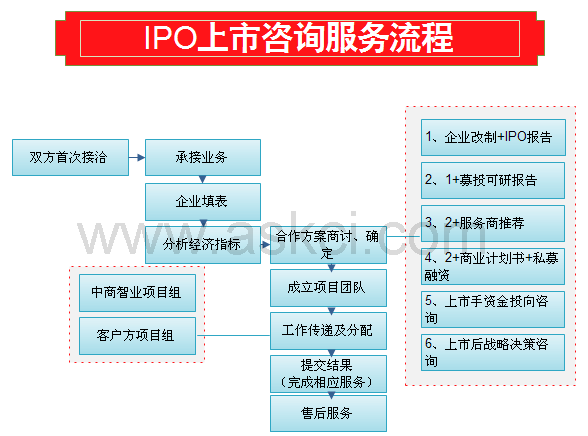 IPO上市咨询服务流程
双方首次接洽
承接业务
企业填表
分析经济指标
合作方案商讨、确
定
成立项目团队
工作传递及分配
提交结果
（完成相应服务）
售后服务
中商智业项目组
客户方项目组
1、企业改制+IPO报告
2、1+募投可研报告
3、2+服务商推荐
4、2+商业计划书+私募
融资
5、上市手资金投向咨
询
6、上市后战略决策咨
询
www.askci.com